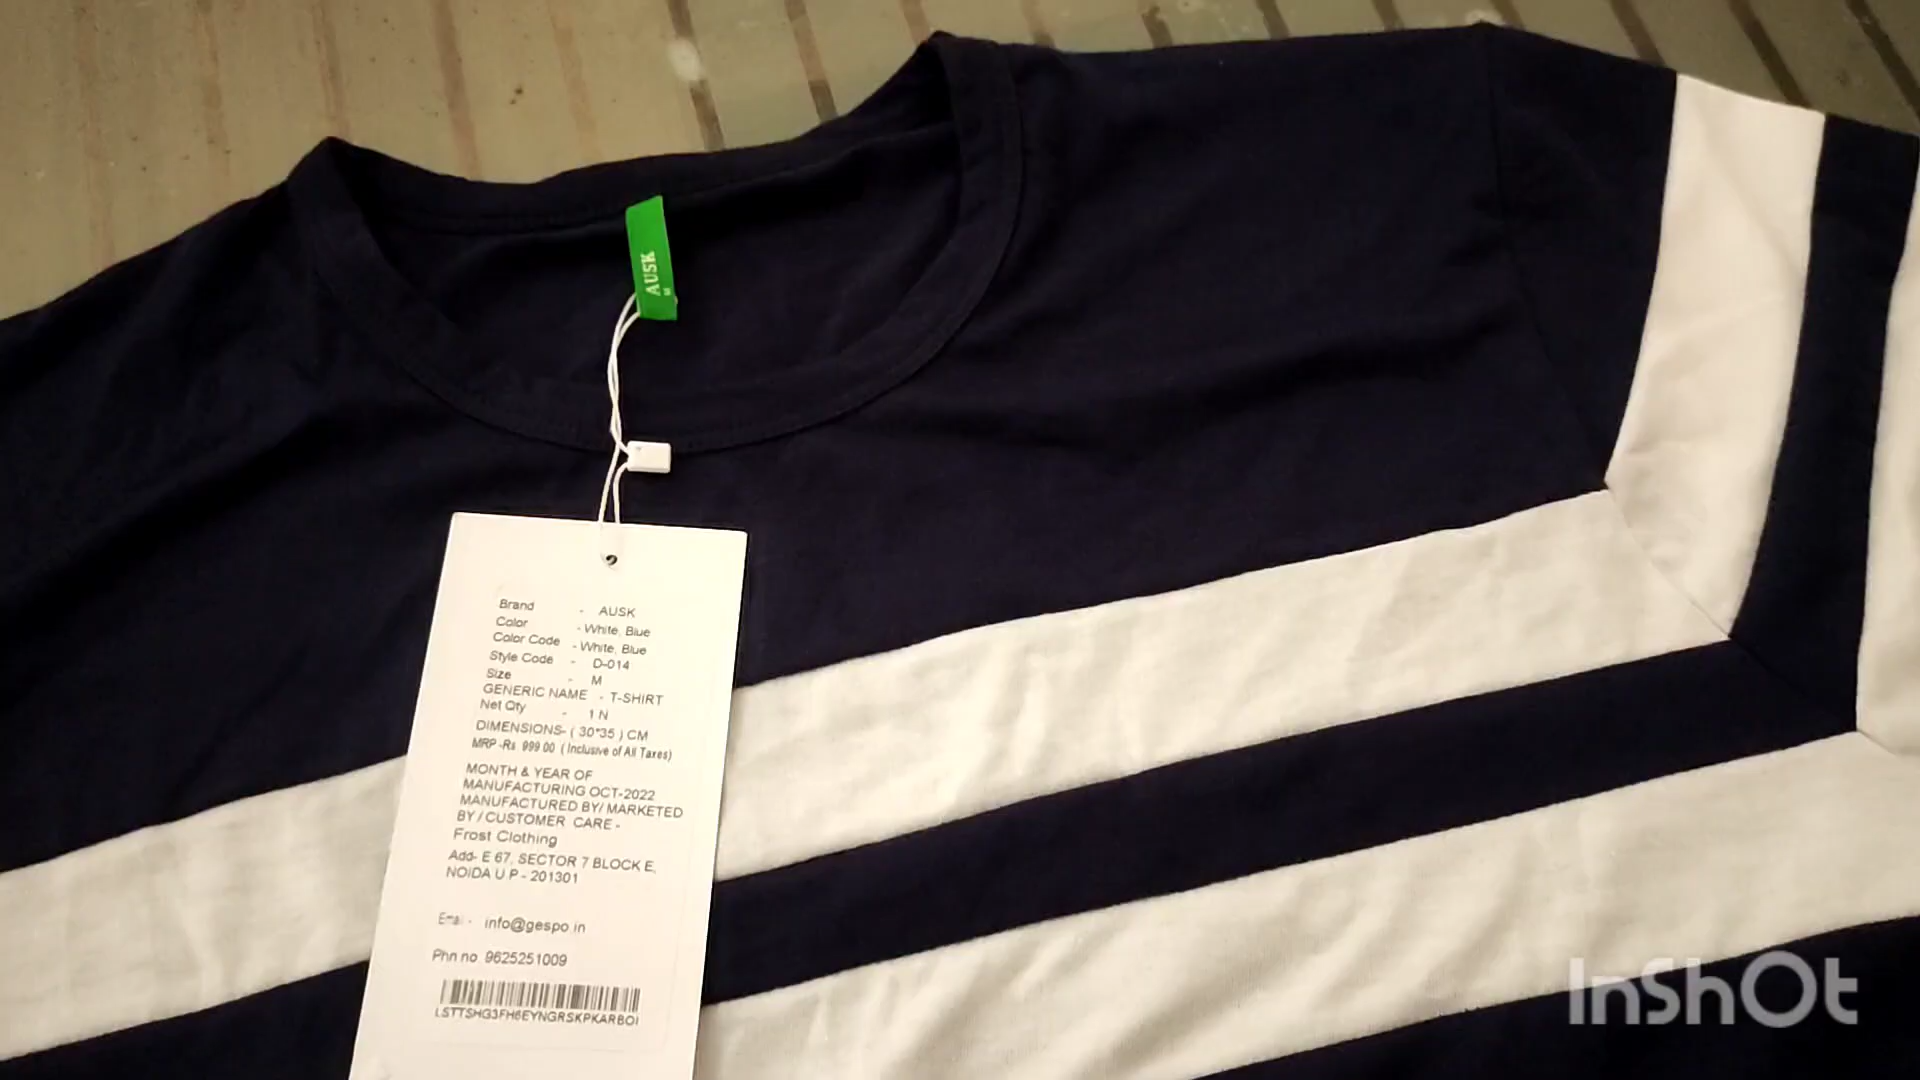 AUSK
M
Brand - AUSK
Color - White, Blue
Color Code - White, Blue
Style Code - D-014
Size - M
GENERIC NAME - T-SHIRT
Net Qty - 1 N
DIMENSIONS- ( 30*35 ) CM
MRP -Rs 999.00 ( Inclusive of All Taxes)
MONTH & YEAR OF
MANUFACTURING OCT-2022
MANUFACTURED BY/ MARKETED
BY / CUSTOMER CARE -
Frost Clothing
Add- E 67, SECTOR 7 BLOCK E,
NOIDA U P - 201301
Email - info@gespo.in
Phn no 9625251009
LSTTSHG3FH6EYNGRSKPKARBOI
InShOt